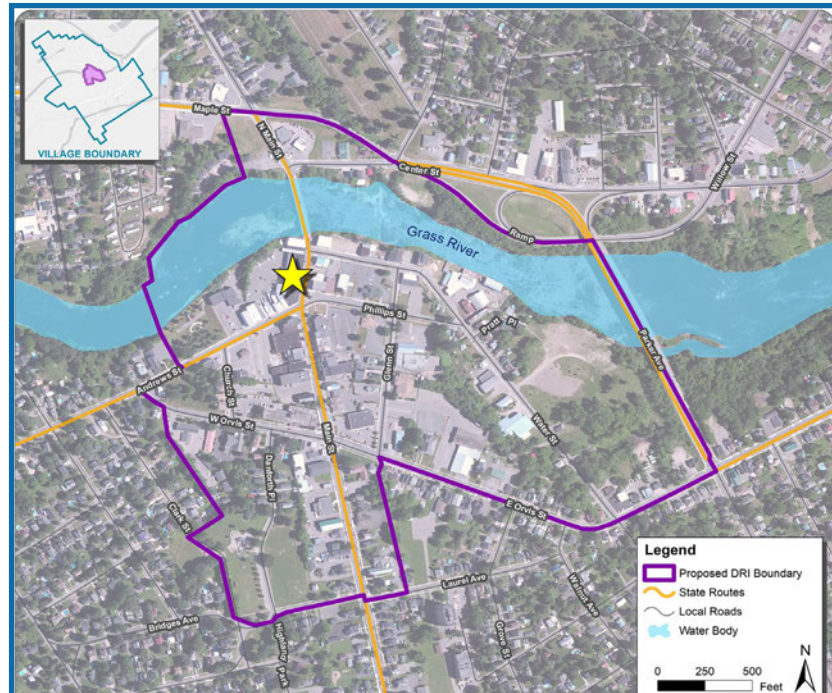 VILLAGE BOUNDARY
Maple St
N Main St
Center St
Willow St
Ramp
Grass River
Phillips St
Pratt Pl
Glenn St
Parker Ave
Andrews St
Church St
W Orvis St
Main St
Water St
Danforth Pl
Clark St
E Orvis St
Laurel Ave
Walnut Ave
Bridges Ave
Highland Park
Grove St
Legend
Proposed DRI Boundary
State Routes
Local Roads
Water Body
N
0 250 500
Feet